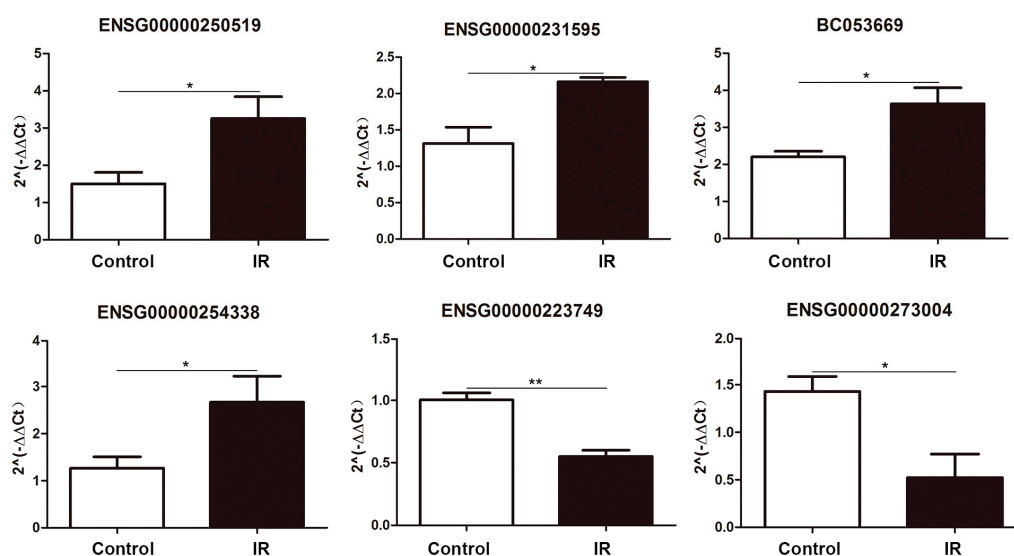 ENSG00000250519
2^(-ΔΔCt)
5
4
3
2
1
0
*
Control IR
ENSG00000231595
2^(-ΔΔCt)
2.5
2.0
1.5
1.0
0.5
0.0
*
Control IR
BC053669
2^(-ΔΔCt)
5
4
3
2
1
0
*
Control IR
ENSG00000254338
2^(-ΔΔCt)
4
3
2
1
0
*
Control IR
ENSG00000223749
2^(-ΔΔCt)
1.5
1.0
0.5
0.0
**
Control IR
ENSG00000273004
2^(-ΔΔCt)
2.0
1.5
1.0
0.5
0.0
*
Control IR